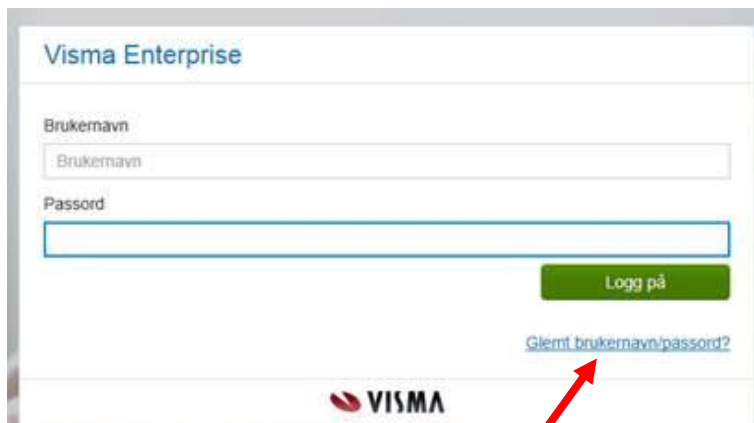 Visma Enterprise
Brukernavn
Brukernavn
Passord
Logg på
Glemt brukernavn/passord?
VISMA